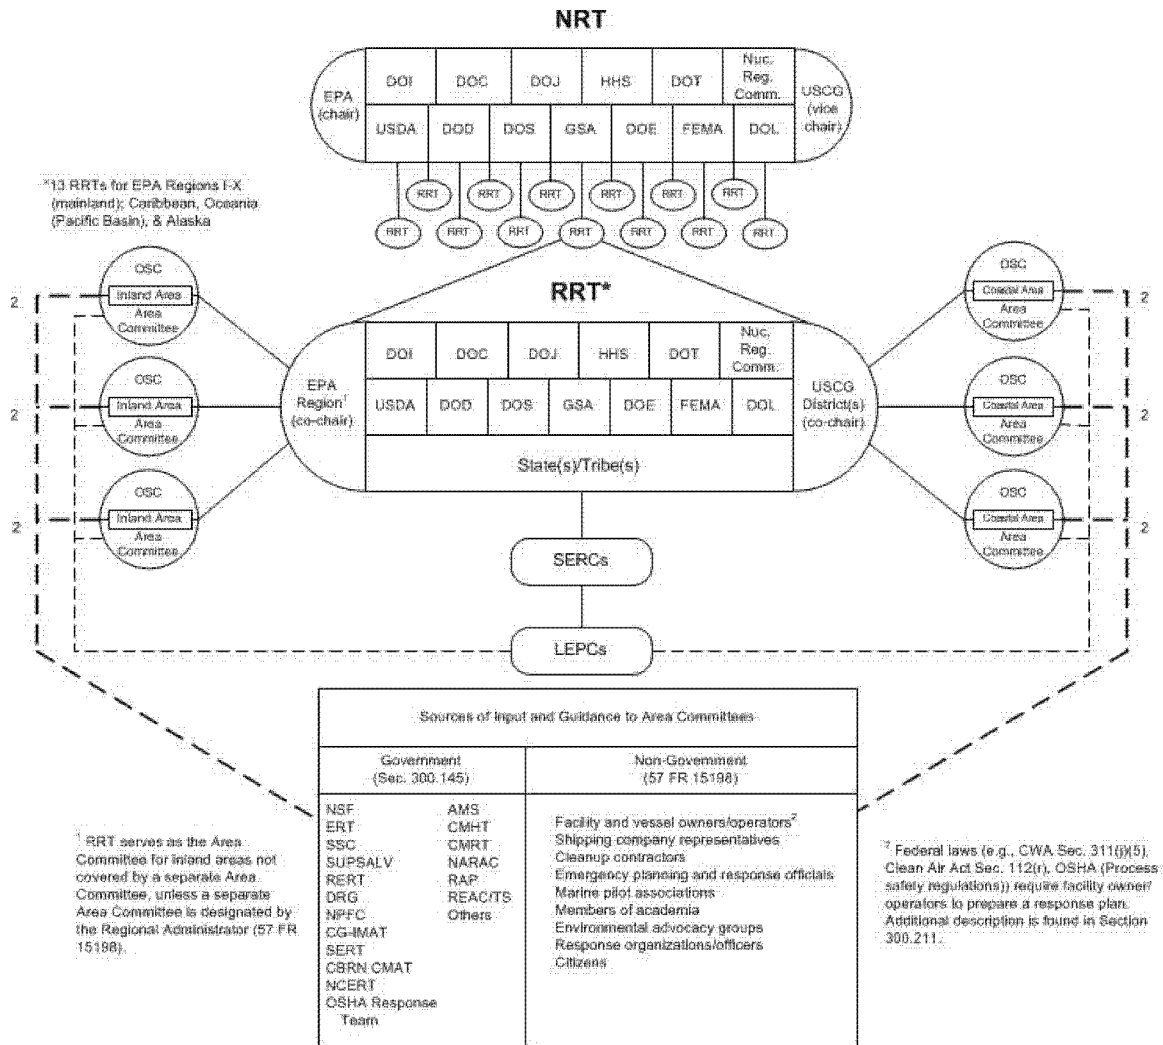 NRT
EPA
(chair)
DOI
DOC
DOJ
HHS
DOT
Nuc.
Reg.
Comm.
USCG
(vice
chair)
USDA
DOD
DOS
GSA
DOE
FEMA
DOL
RRT
RRT
RRT
RRT
RRT
RRT
RRT
RRT
RRT
RRT
RRT
RRT
RRT
*13 RRTs for EPA Regions I-X
(mainland); Caribbean, Oceania
(Pacific Basin), & Alaska
RRT*
2
OSC
Inland Area
Area
Committee
2
OSC
Inland Area
Area
Committee
2
OSC
Inland Area
Area
Committee
EPA
Region¹
(co-chair)
DOI
DOC
DOJ
HHS
DOT
Nuc.
Reg.
Comm.
USDA
DOD
DOS
GSA
DOE
FEMA
DOL
State(s)/Tribe(s)
USCG
District(s)
(co-chair)
OSC
Coastal Area
Area
Committee
2
OSC
Coastal Area
Area
Committee
2
OSC
Coastal Area
Area
Committee
2
SERCs
LEPCs
Sources of Input and Guidance to Area Committees
Government
(Sec. 300.145)
NSF
ERT
SSC
SUPSALV
RERT
DRG
NPFC
CG-IMAT
SERT
CBRN CMAT
NCERT
OSHA Response
Team
AMS
CMHT
CMRT
NARAC
RAP
REAC/TS
Others
Non-Government
(57 FR 15198)
Facility and vessel owners/operators²
Shipping company representatives
Cleanup contractors
Emergency planning and response officials
Marine pilot associations
Members of academia
Environmental advocacy groups
Response organizations/officers
Citizens
¹ RRT serves as the Area
Committee for inland areas not
covered by a separate Area
Committee, unless a separate
Area Committee is designated by
the Regional Administrator (57 FR
15198).
² Federal laws (e.g., CWA Sec. 311(j)(5),
Clean Air Act Sec. 112(r), OSHA (Process
safety regulations)) require facility owner/
operators to prepare a response plan.
Additional description is found in Section
300.211.